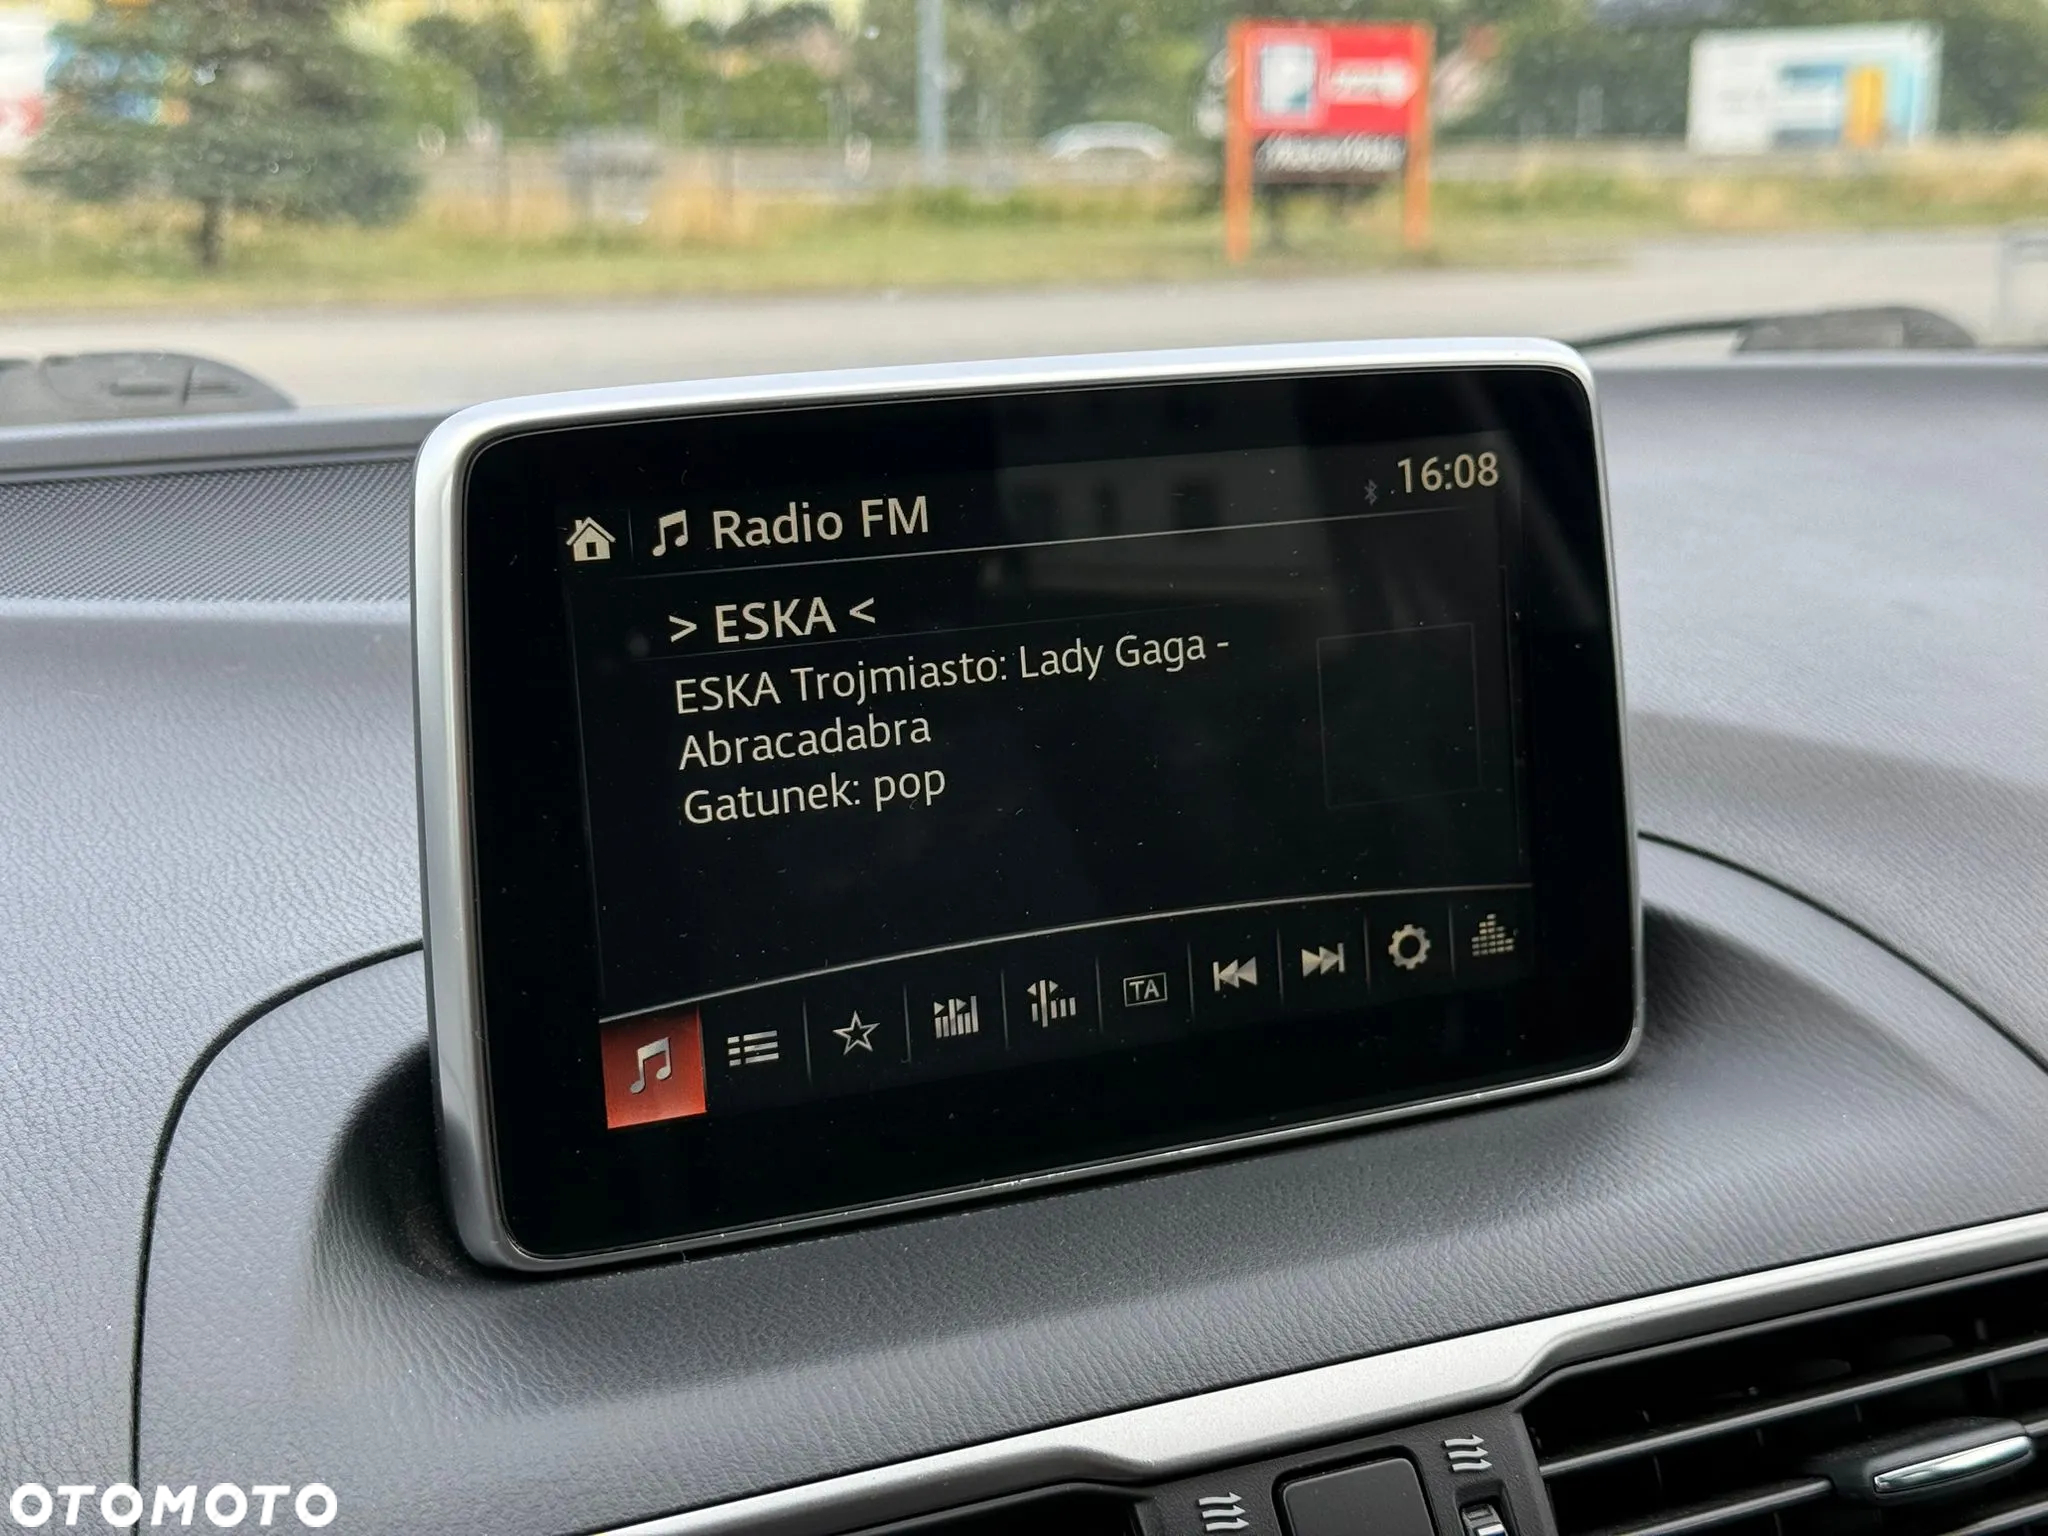 Radio FM
16:08
> ESKA <
ESKA Trojmiasto: Lady Gaga -
Abracadabra
Gatunek: pop
TA
OTOMOTO